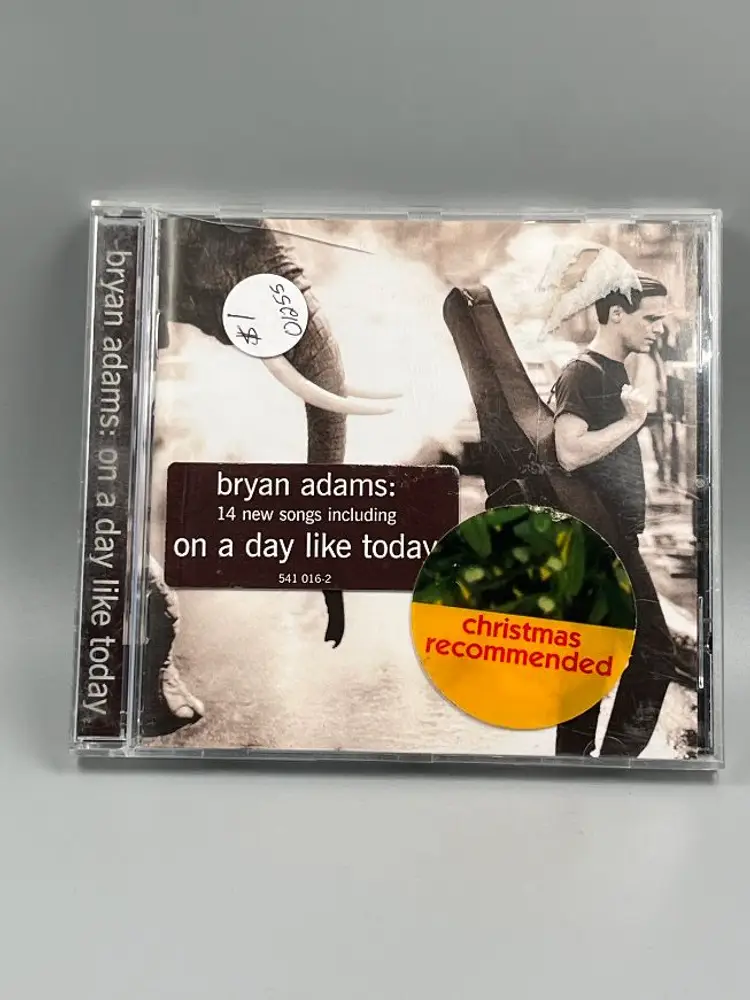 bryan adams: on a day like today
01255
1$
bryan adams:
14 new songs including
on a day like today
541 016-2
christmas
recommended